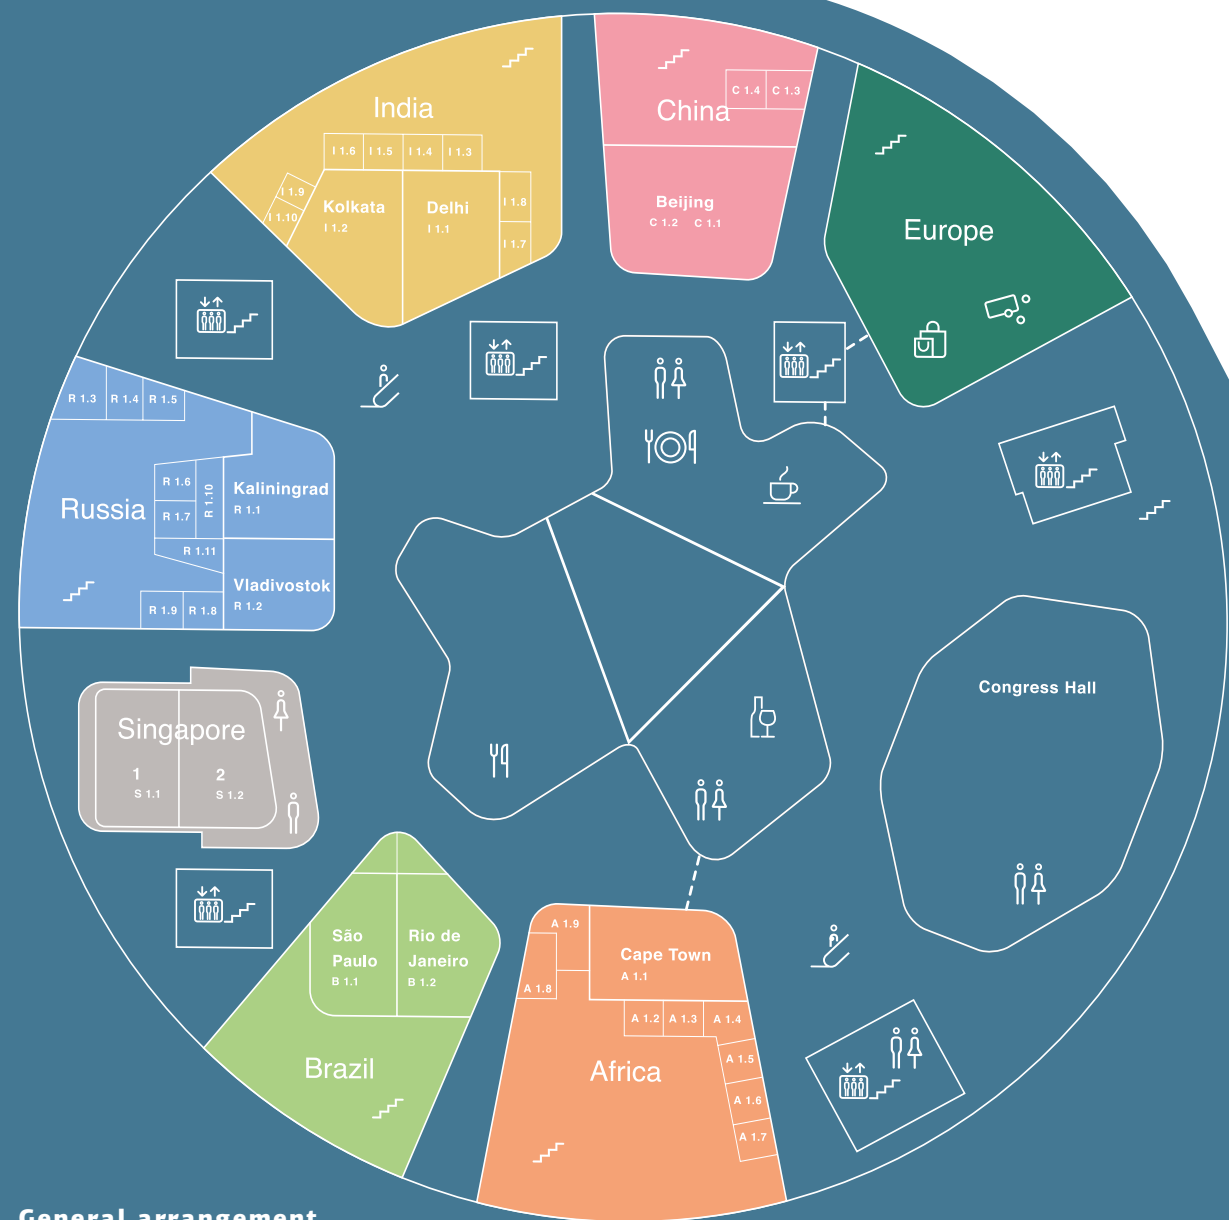 India
I 1.6 I 1.5 I 1.4 I 1.3
I 1.9
I 1.10
Kolkata
I 1.2
Delhi
I 1.1
I 1.8
I 1.7
China
C 1.4 C 1.3
Beijing
C 1.2 C 1.1
Europe
R 1.3 R 1.4 R 1.5
Russia
R 1.6
R 1.7
R 1.10
R 1.11
R 1.9 R 1.8
Kaliningrad
R 1.1
Vladivostok
R 1.2
Singapore
1
S 1.1
2
S 1.2
Congress Hall
São
Paulo
B 1.1
Rio de
Janeiro
B 1.2
Brazil
A 1.9
A 1.8
Cape Town
A 1.1
A 1.2 A 1.3 A 1.4
A 1.5
A 1.6
A 1.7
Africa
General arrangement